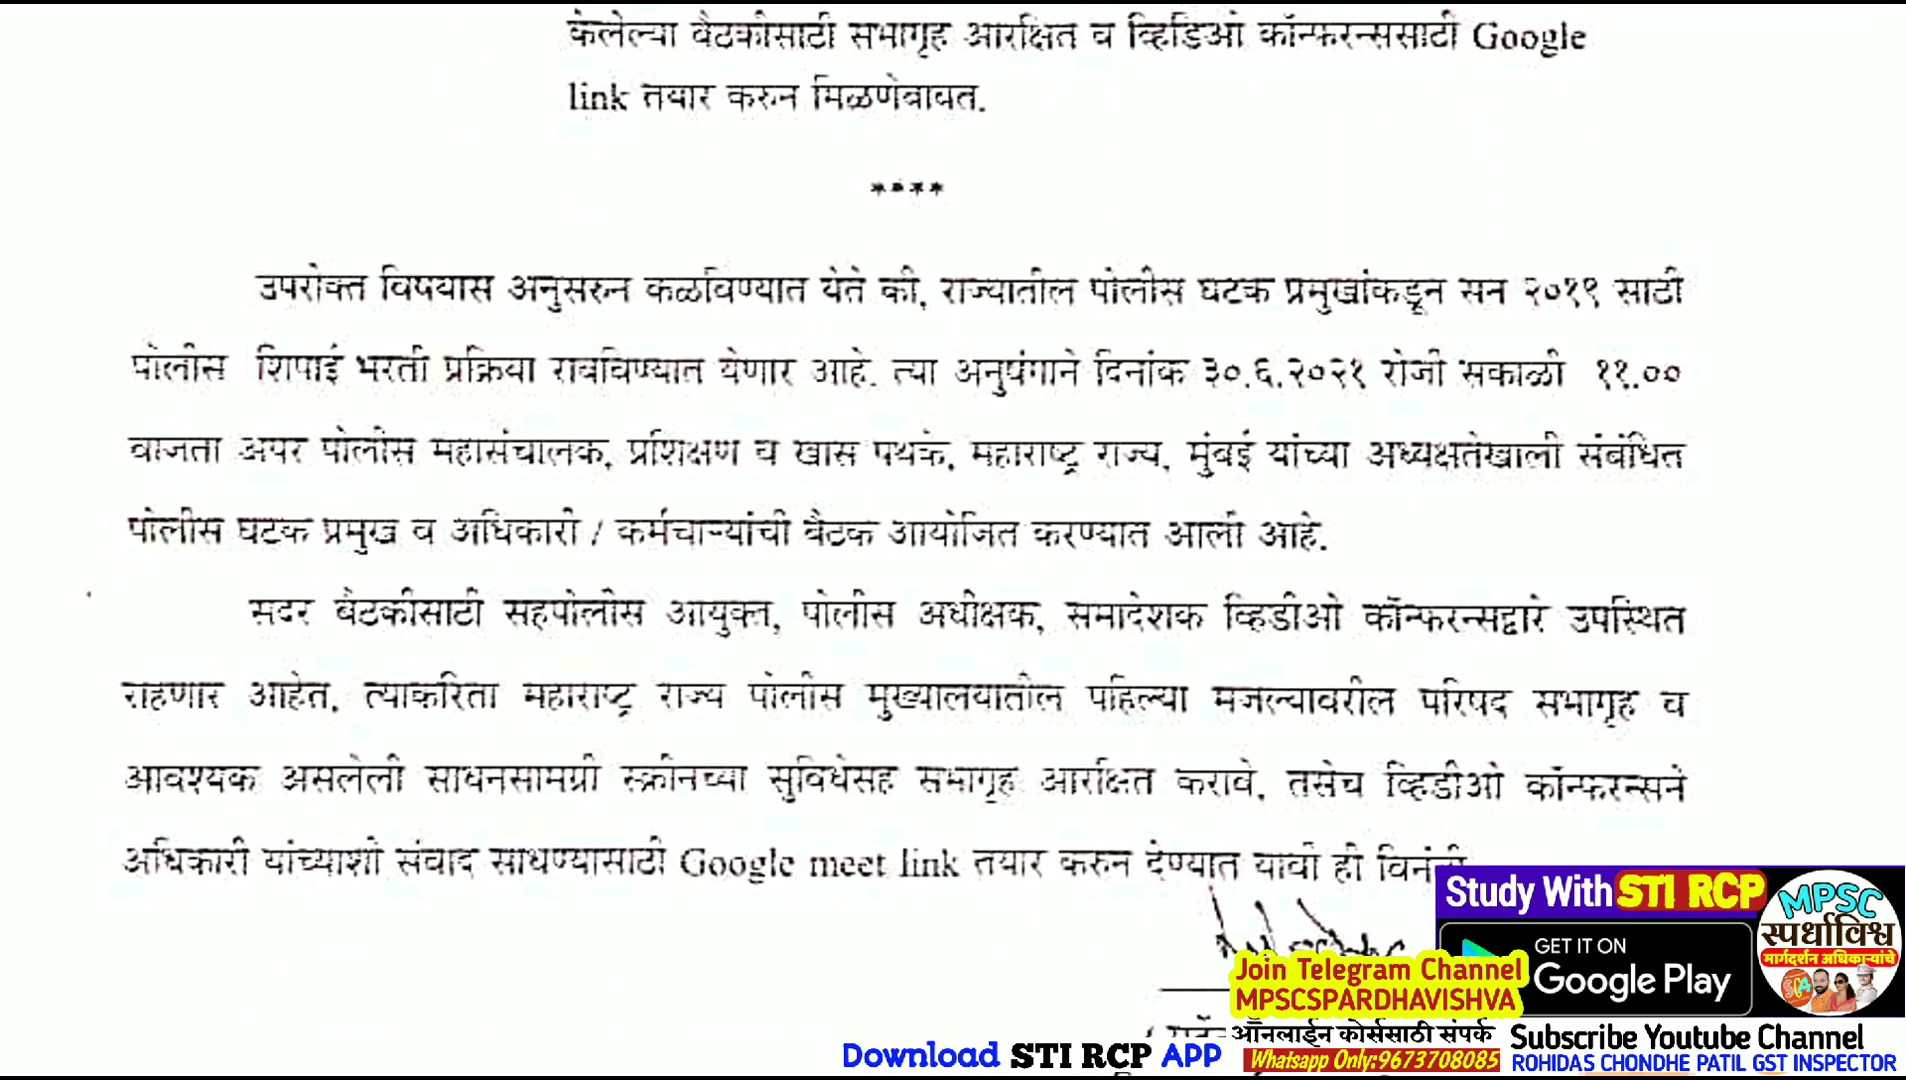 केलेल्या बैठकीसाठी सभागृह आरक्षित व व्हिडिओ कॉन्फरन्ससाठी Google
link तयार करुन मिळणेबाबत.
****
उपरोक्त विषयास अनुसरुन कळविण्यात येते की, राज्यातील पोलीस घटक प्रमुखांकडून सन २०१९ साठी
पोलीस शिपाई भरती प्रक्रिया राबविण्यात येणार आहे. त्या अनुषंगाने दिनांक ३०.६.२०२१ रोजी सकाळी ११.००
वाजता अपर पोलीस महासंचालक, प्रशिक्षण व खास पथके, महाराष्ट्र राज्य, मुंबई यांच्या अध्यक्षतेखाली संबंधित
पोलीस घटक प्रमुख व अधिकारी / कर्मचाऱ्यांची बैठक आयोजित करण्यात आली आहे.
सदर बैठकीसाठी सहपोलीस आयुक्त, पोलीस अधीक्षक, समादेशक व्हिडीओ कॉन्फरन्सद्वारे उपस्थित
राहणार आहेत, त्याकरिता महाराष्ट्र राज्य पोलीस मुख्यालयातील पहिल्या मजल्यावरील परिषद सभागृह व
आवश्यक असलेली साधनसामग्री स्क्रीनच्या सुविधेसह सभागृह आरक्षित करावे, तसेच व्हिडीओ कॉन्फरन्सने
अधिकारी यांच्याशी संवाद साधण्यासाठी Google meet link तयार करुन देण्यात यावी ही विनंती
Study With STI RCP
GET IT ON
Google Play
MPSC
स्पर्धाविश्व
मार्गदर्शन अधिकाऱ्यांचे
Join Telegram Channel
MPSCSPARDHAVISHVA
ऑनलाईन कोर्ससाठी संपर्क
Whatsapp Only:9673708085
Download STI RCP APP
Subscribe Youtube Channel
ROHIDAS CHONDHE PATIL GST INSPECTOR